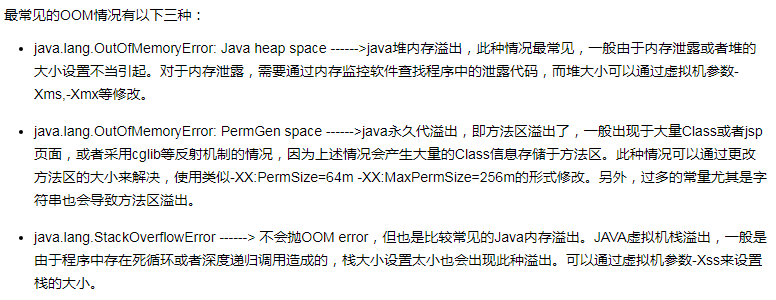 最常见的OOM情况有以下三种：
java.lang.OutOfMemoryError: Java heap space ------>java堆内存溢出，此种情况最常见，一般由于内存泄露或者堆的
大小设置不当引起。对于内存泄露，需要通过内存监控软件查找程序中的泄露代码，而堆大小可以通过虚拟机参数-
Xms,-Xmx等修改。
java.lang.OutOfMemoryError: PermGen space ------>java永久代溢出，即方法区溢出了，一般出现于大量Class或者jsp
页面，或者采用cglib等反射机制的情况，因为上述情况会产生大量的Class信息存储于方法区。此种情况可以通过更改
方法区的大小来解决，使用类似-XX:PermSize=64m -XX:MaxPermSize=256m的形式修改。另外，过多的常量尤其是字
符串也会导致方法区溢出。
java.lang.StackOverflowError ------> 不会抛OOM error，但也是比较常见的Java内存溢出。JAVA虚拟机栈溢出，一般是
由于程序中存在死循环或者深度递归调用造成的，栈大小设置太小也会出现此种溢出。可以通过虚拟机参数-Xss来设置
栈的大小。